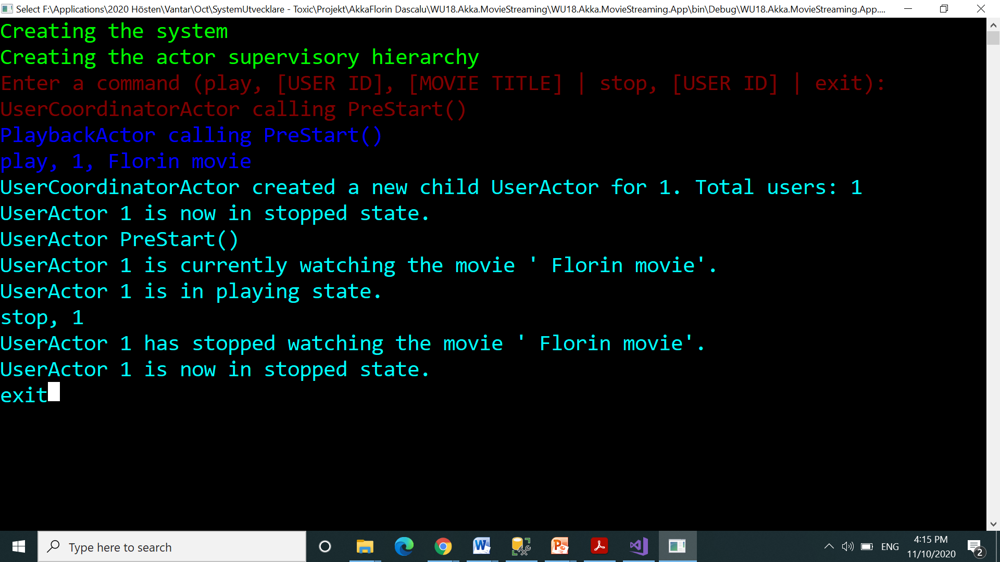 Select F:\Applications\2020 Hösten\Vantar\Oct\SystemUtvecklare - Toxic\Projekt\AkkaFlorin Dascalu\WU18.Akka.MovieStreaming\WU18.Akka.MovieStreaming.App\bin\Debug\WU18.Akka.MovieStreaming.App....
Creating the system
Creating the actor supervisory hierarchy
Enter a command (play, [USER ID], [MOVIE TITLE] | stop, [USER ID] | exit):
UserCoordinatorActor calling PreStart()
PlaybackActor calling PreStart()
play, 1, Florin movie
UserCoordinatorActor created a new child UserActor for 1. Total users: 1
UserActor 1 is now in stopped state.
UserActor PreStart()
UserActor 1 is currently watching the movie ' Florin movie'.
UserActor 1 is in playing state.
stop, 1
UserActor 1 has stopped watching the movie ' Florin movie'.
UserActor 1 is now in stopped state.
exit
Type here to search
ENG
4:15 PM
11/10/2020
2